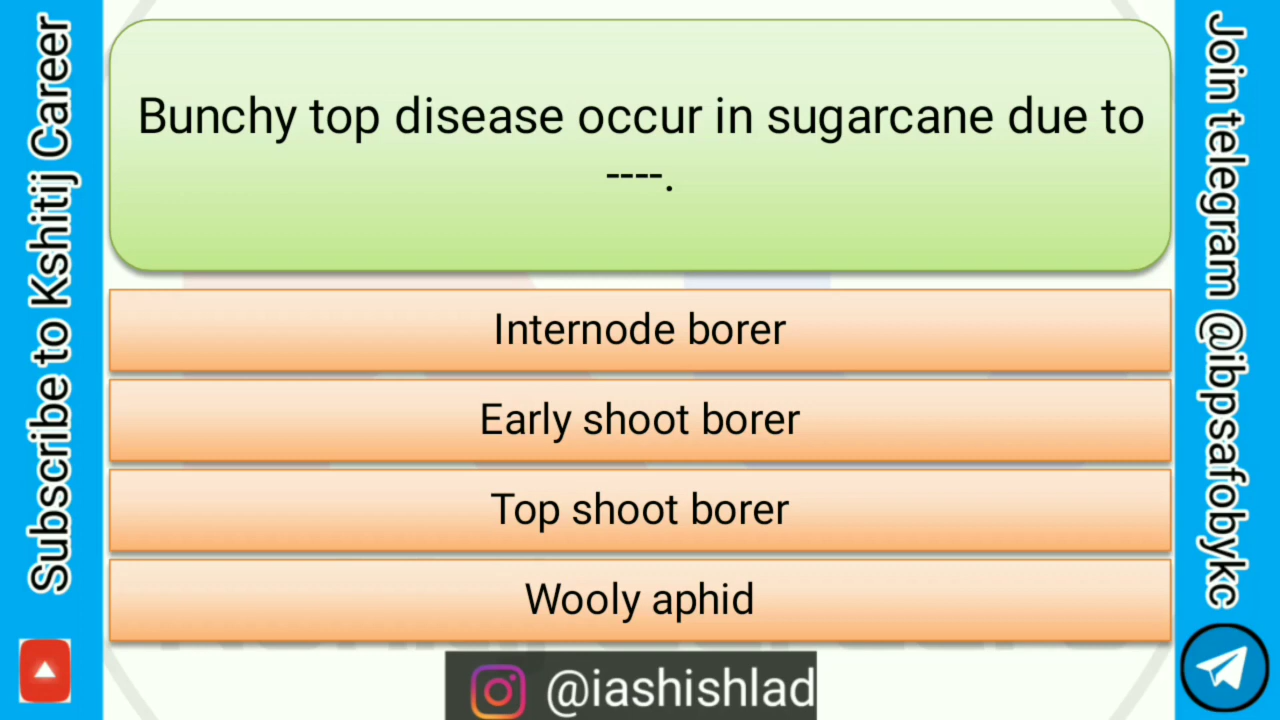 Subscribe to Kshitij Career
Bunchy top disease occur in sugarcane due to
----.
Internode borer
Early shoot borer
Top shoot borer
Wooly aphid
@iashishlad
Join telegram @ibpsafobykc